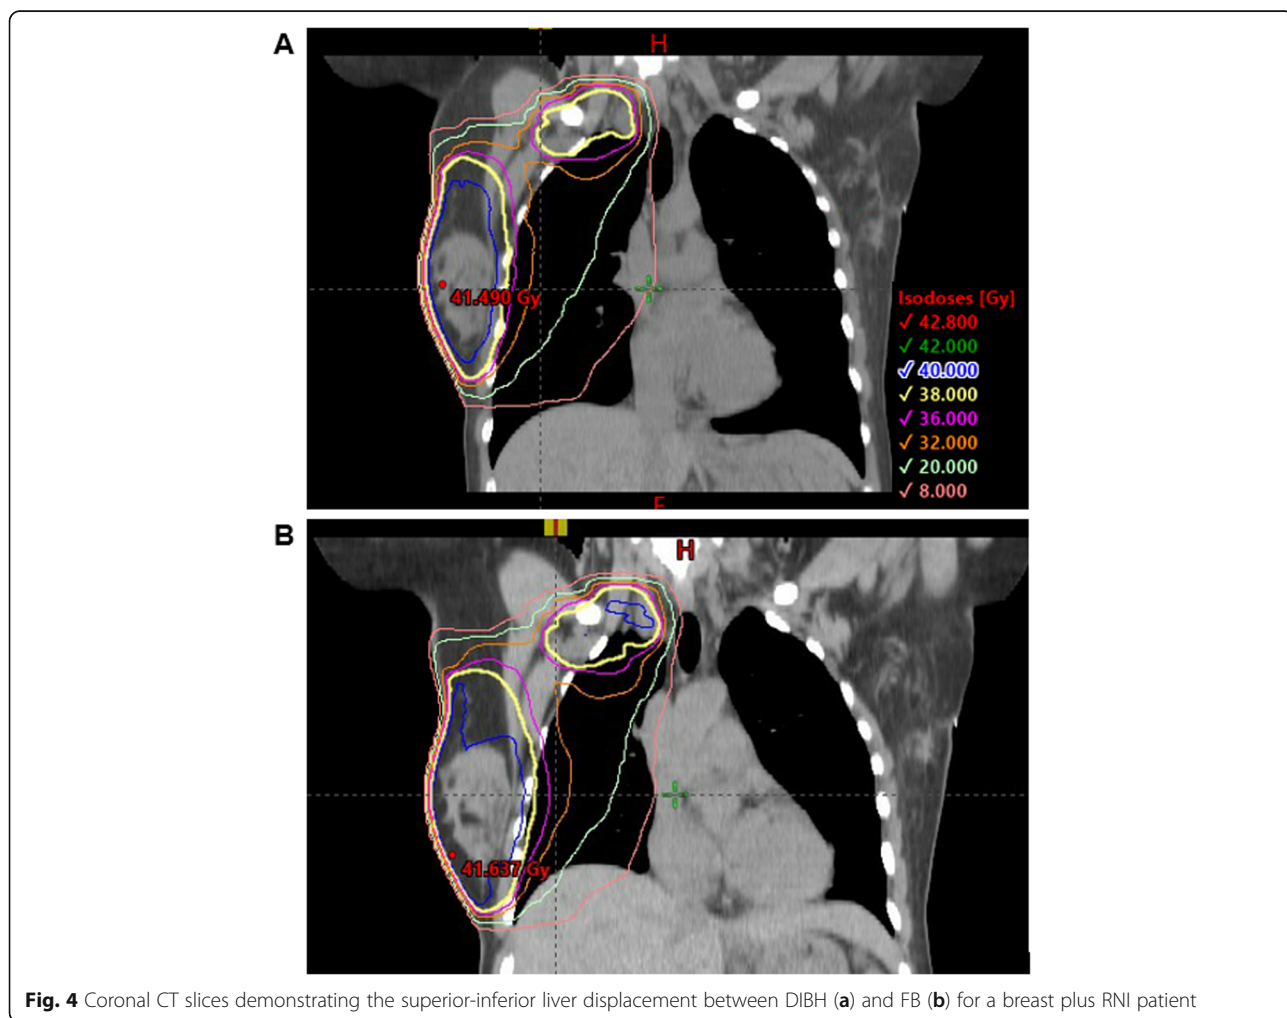 A
H
41.490 Gy
Isodoses [Gy]
✓ 42.800
✓ 42.000
✓ 40.000
✓ 38.000
✓ 36.000
✓ 32.000
✓ 20.000
✓ 8.000
F
B
H
41.637 Gy
Fig. 4 Coronal CT slices demonstrating the superior-inferior liver displacement between DIBH (a) and FB (b) for a breast plus RNI patient